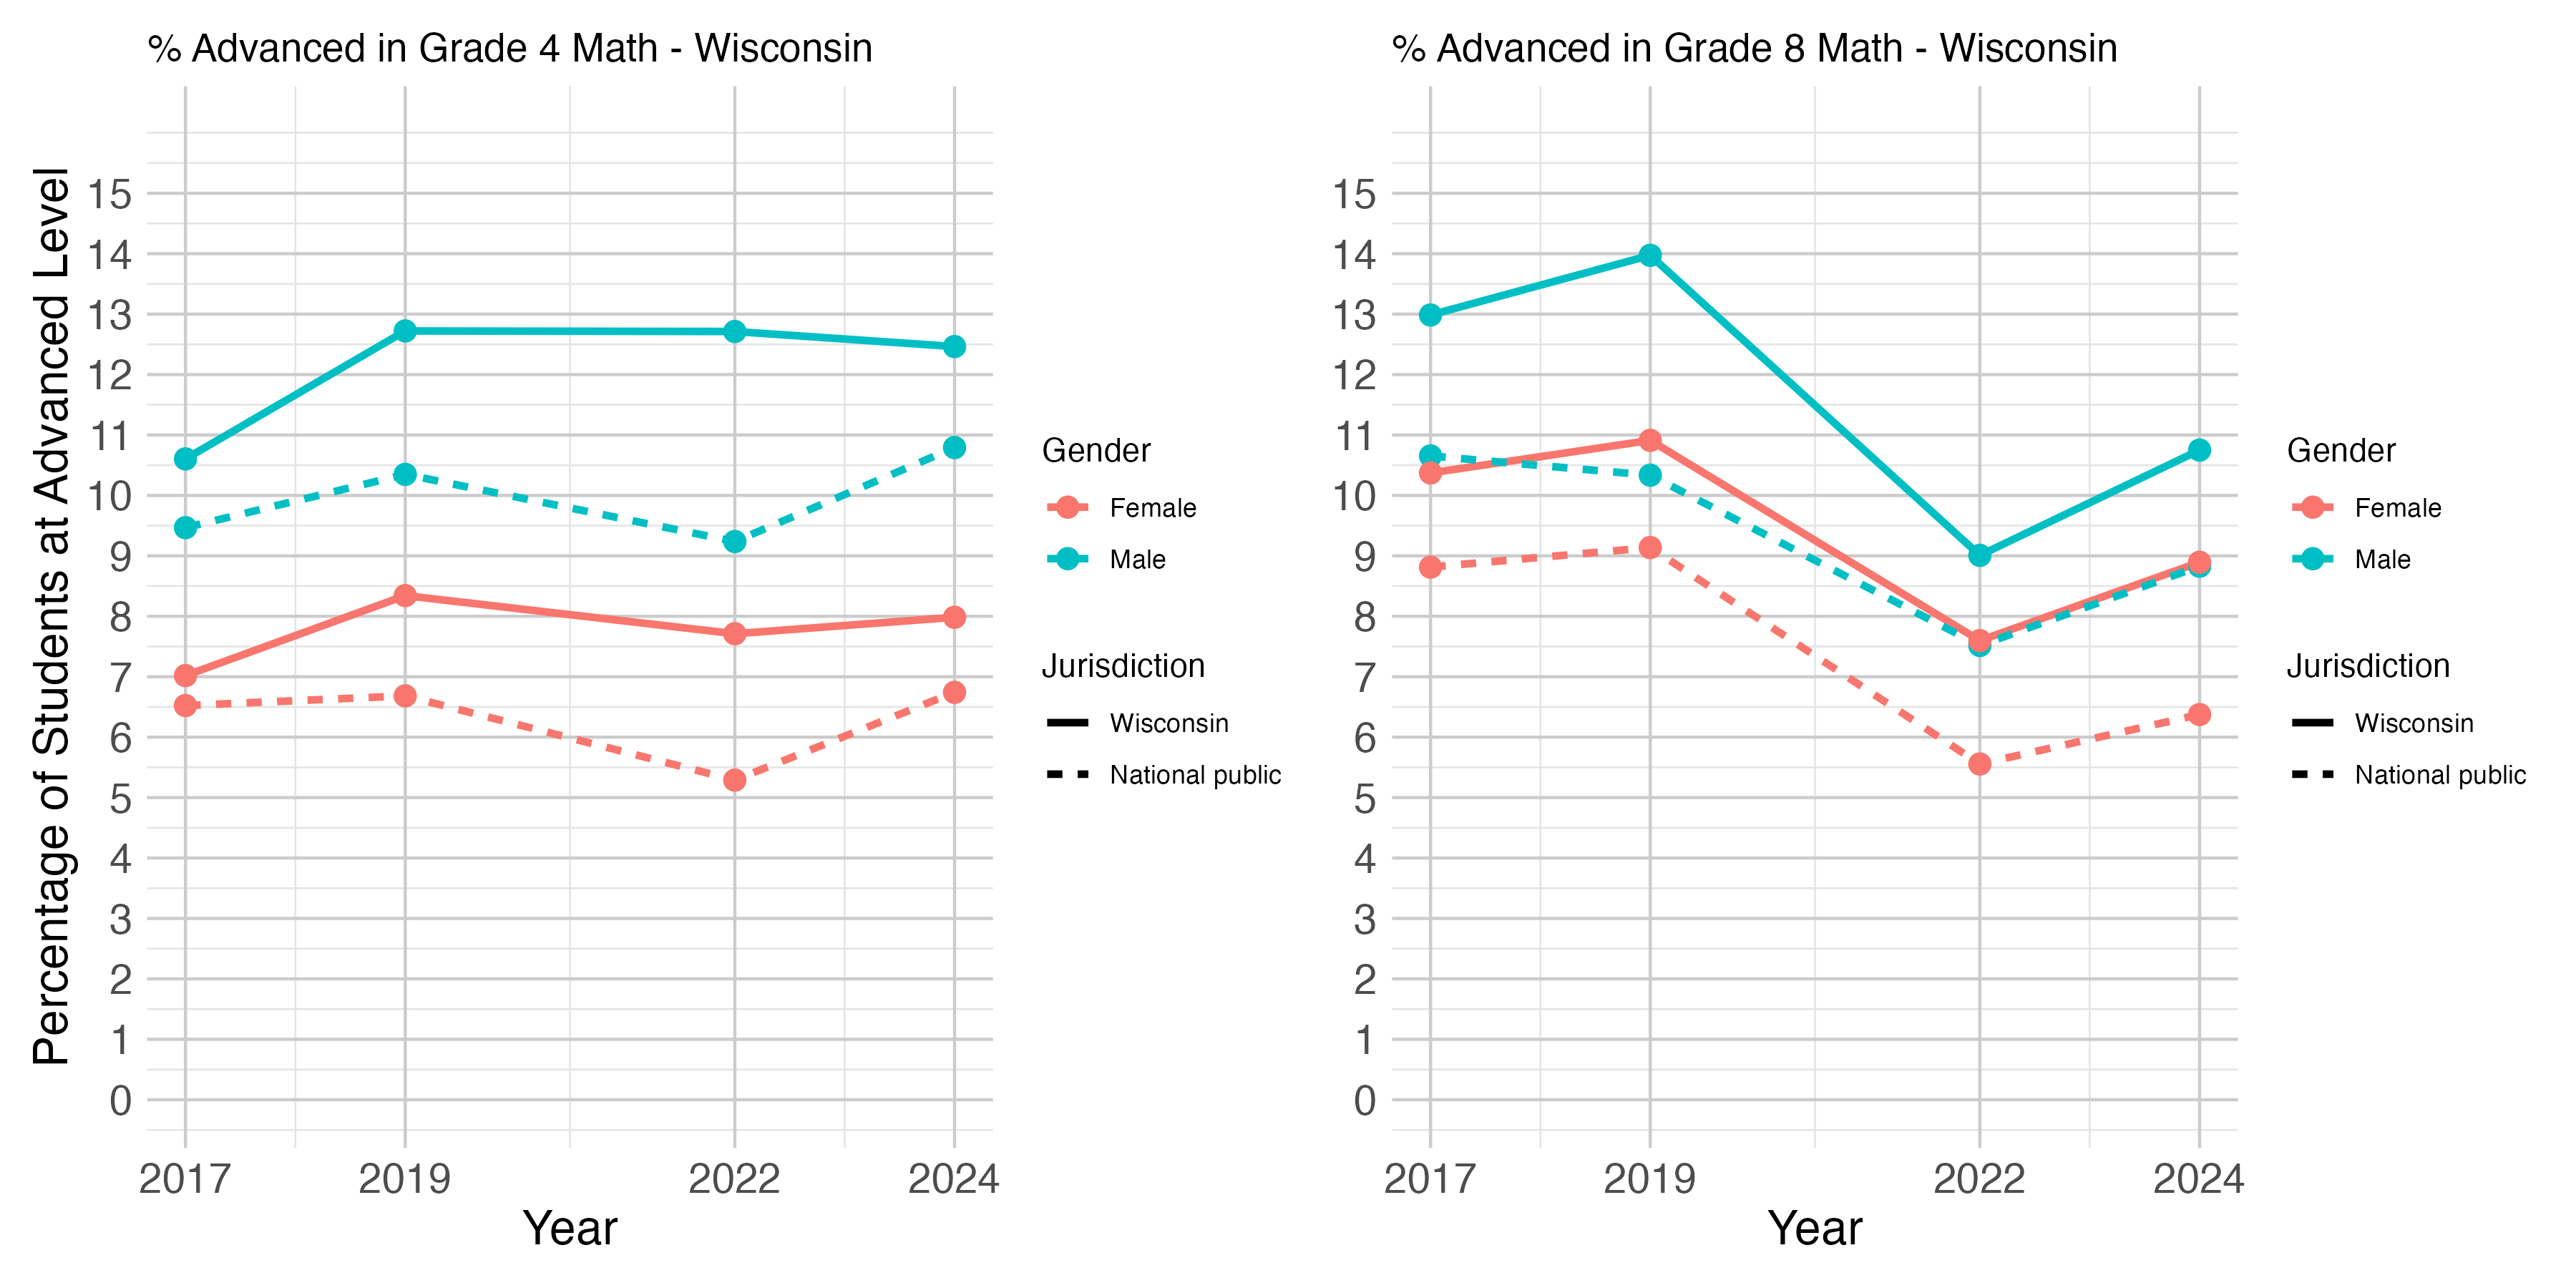 % Advanced in Grade 4 Math - Wisconsin
Percentage of Students at Advanced Level
15
14
13
12
11
10
9
8
7
6
5
4
3
2
1
0
2017 2019 2022 2024
Year
Gender
Female
Male
Jurisdiction
Wisconsin
National public
% Advanced in Grade 8 Math - Wisconsin
15
14
13
12
11
10
9
8
7
6
5
4
3
2
1
0
2017 2019 2022 2024
Year
Gender
Female
Male
Jurisdiction
Wisconsin
National public